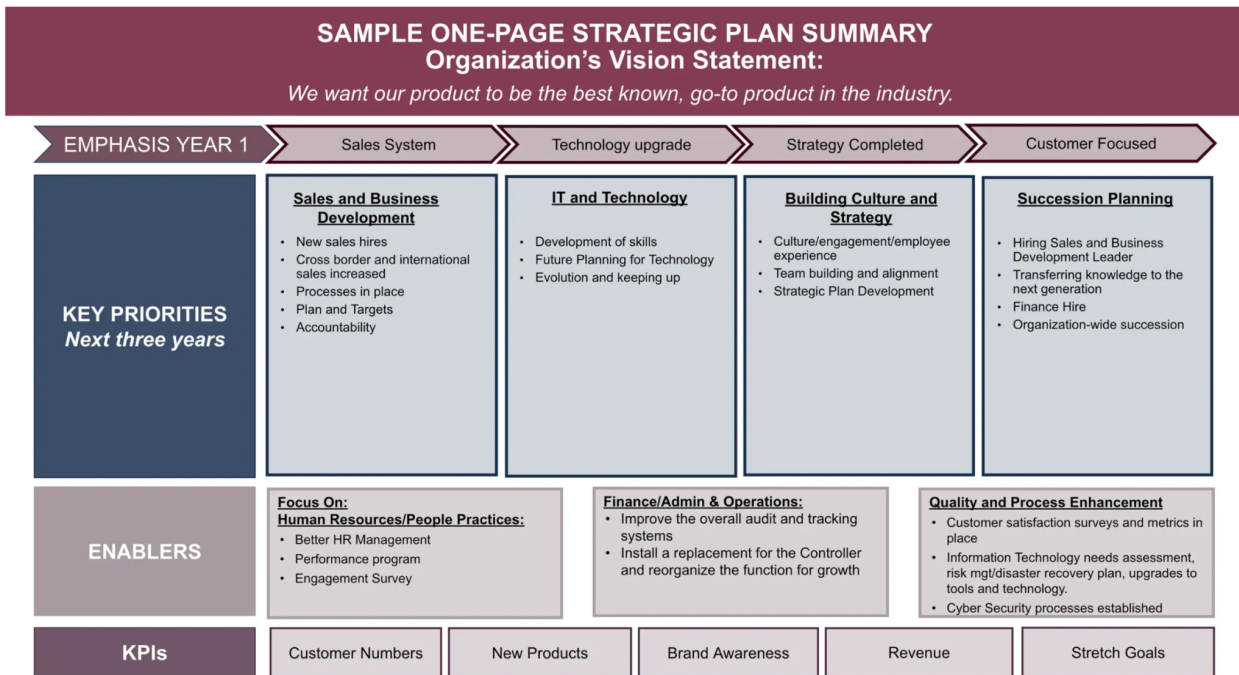 SAMPLE ONE-PAGE STRATEGIC PLAN SUMMARY
Organization’s Vision Statement:
We want our product to be the best known, go-to product in the industry.
EMPHASIS YEAR 1
Sales System
Technology upgrade
Strategy Completed
Customer Focused
KEY PRIORITIES
Next three years
Sales and Business
Development
• New sales hires
• Cross border and international
sales increased
• Processes in place
• Plan and Targets
• Accountability
IT and Technology
• Development of skills
• Future Planning for Technology
• Evolution and keeping up
Building Culture and
Strategy
• Culture/engagement/employee
experience
• Team building and alignment
• Strategic Plan Development
Succession Planning
• Hiring Sales and Business
Development Leader
• Transferring knowledge to the
next generation
• Finance Hire
• Organization-wide succession
ENABLERS
Focus On:
Human Resources/People Practices:
• Better HR Management
• Performance program
• Engagement Survey
Finance/Admin & Operations:
• Improve the overall audit and tracking
systems
• Install a replacement for the Controller
and reorganize the function for growth
Quality and Process Enhancement
• Customer satisfaction surveys and metrics in
place
• Information Technology needs assessment,
risk mgt/disaster recovery plan, upgrades to
tools and technology.
• Cyber Security processes established
KPIs
Customer Numbers
New Products
Brand Awareness
Revenue
Stretch Goals